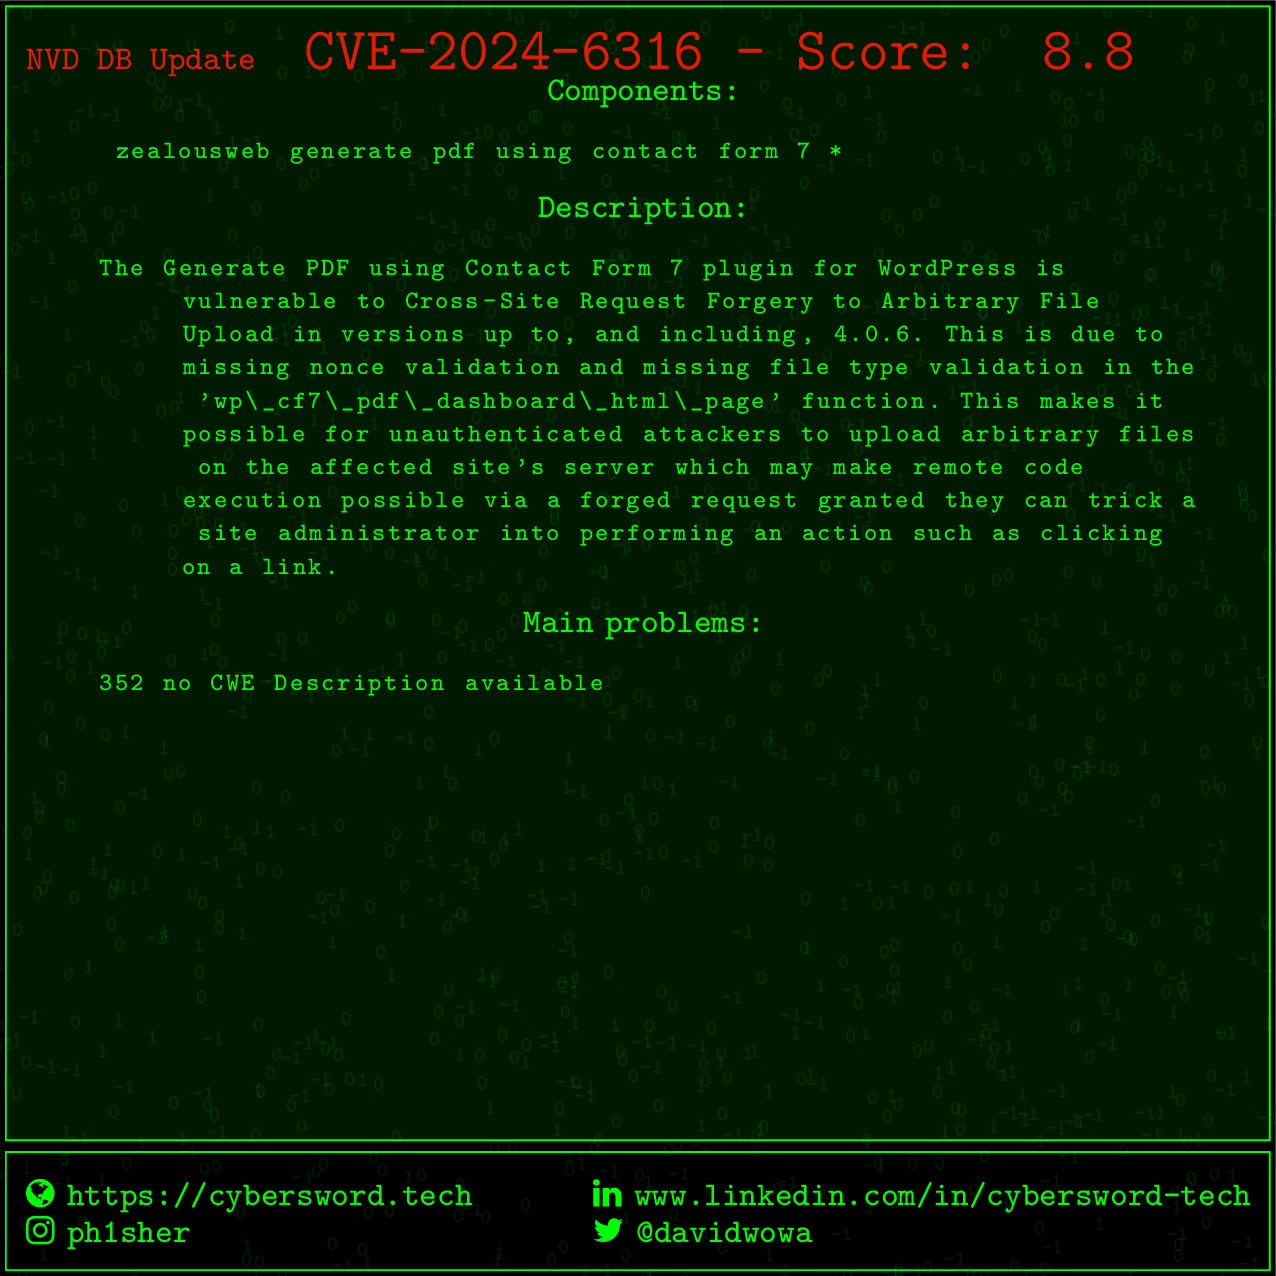 NVD DB Update CVE-2024-6316 - Score: 8.8
Components:
zealousweb generate pdf using contact form 7 *
Description:
The Generate PDF using Contact Form 7 plugin for WordPress is
vulnerable to Cross-Site Request Forgery to Arbitrary File
Upload in versions up to, and including, 4.0.6. This is due to
missing nonce validation and missing file type validation in the
'wp\_cf7\_pdf\_dashboard\_html\_page' function. This makes it
possible for unauthenticated attackers to upload arbitrary files
on the affected site's server which may make remote code
execution possible via a forged request granted they can trick a
site administrator into performing an action such as clicking
on a link.
Main problems:
352 no CWE Description available
https://cybersword.tech
www.linkedin.com/in/cybersword-tech
ph1sher
@davidwowa